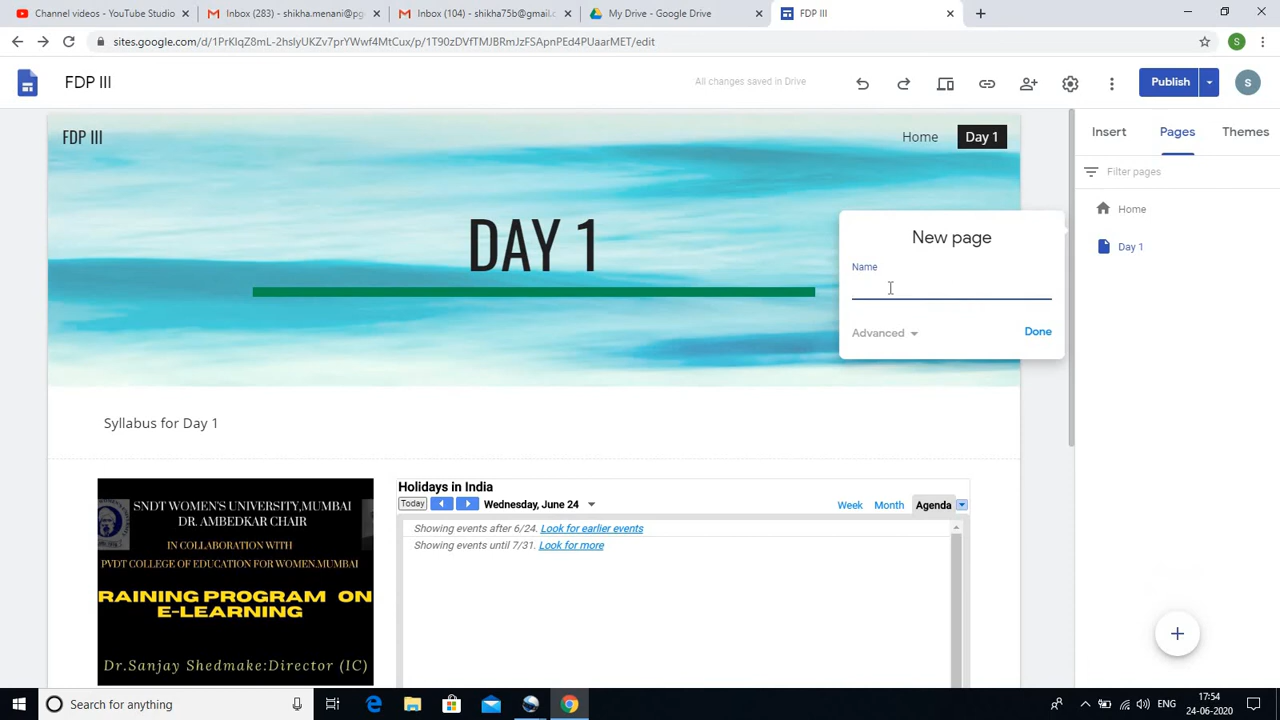 Channel videos - YouTube Studio
Inbox (283) - shikha.menani@pg
Inbox (104) - shikha75b@gmail.c
My Drive - Google Drive
FDP III
sites.google.com/d/1PrKlqZ8mL-2hsIyUKZv7prYWwf4MtCux/p/1T90zDVfTMJBRmJzFSApnPEd4PUaarMET/edit
S
FDP III
All changes saved in Drive
Publish
S
FDP III
Home
Day 1
Insert
Pages
Themes
Filter pages
Home
Day 1
DAY 1
New page
Name
Advanced
Done
Syllabus for Day 1
SNDT WOMEN'S UNIVERSITY,MUMBAI
DR. AMBEDKAR CHAIR
IN COLLABORATION WITH
PVDT COLLEGE OF EDUCATION FOR WOMEN,MUMBAI
RAINING PROGRAM ON
E-LEARNING
Dr.Sanjay Shedmake:Director (IC)
Holidays in India
Today
Wednesday, June 24
Week
Month
Agenda
Showing events after 6/24. Look for earlier events
Showing events until 7/31. Look for more
Search for anything
ENG
17:54
24-06-2020